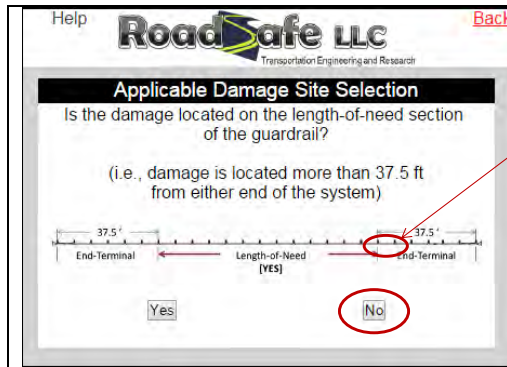 Help
Back
RoadSafe LLC
Transportation Engineering and Research
Applicable Damage Site Selection
Is the damage located on the length-of-need section
of the guardrail?
(i.e., damage is located more than 37.5 ft
from either end of the system)
37.5 ' 37.5 '
End-Terminal Length-of-Need End-Terminal
[YES]
Yes No